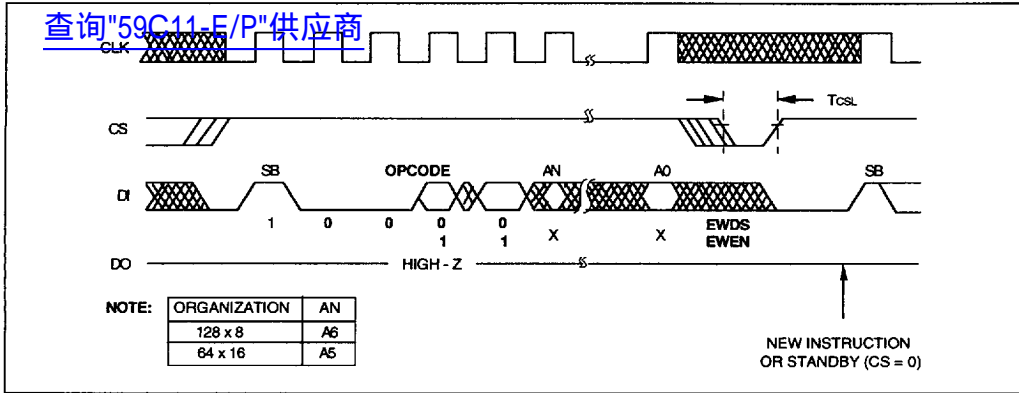 查询"59C11-E/P"供应商
CLK
TCSL
CS
SB OPCODE AN A0 SB
DI
1 0 0 0 0 X X EWDS
1 1 EWEN
DO HIGH - Z
NOTE: ORGANIZATION AN
128 x 8 A6
64 x 16 A5
NEW INSTRUCTION
OR STANDBY (CS = 0)